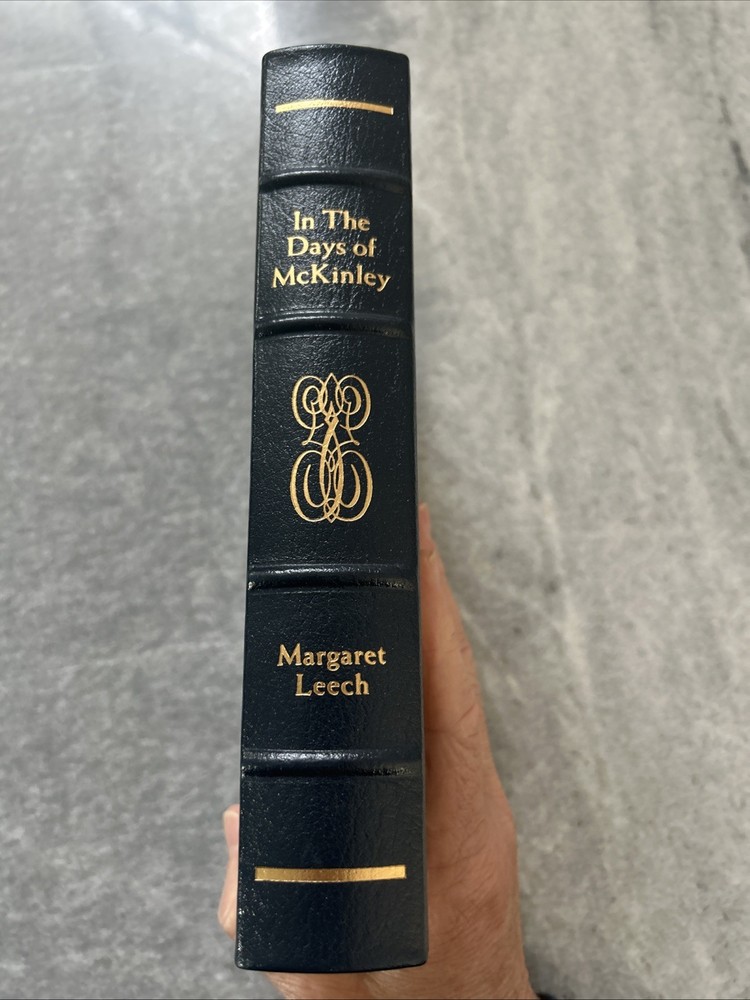 In The
Days of
McKinley
Margaret
Leech